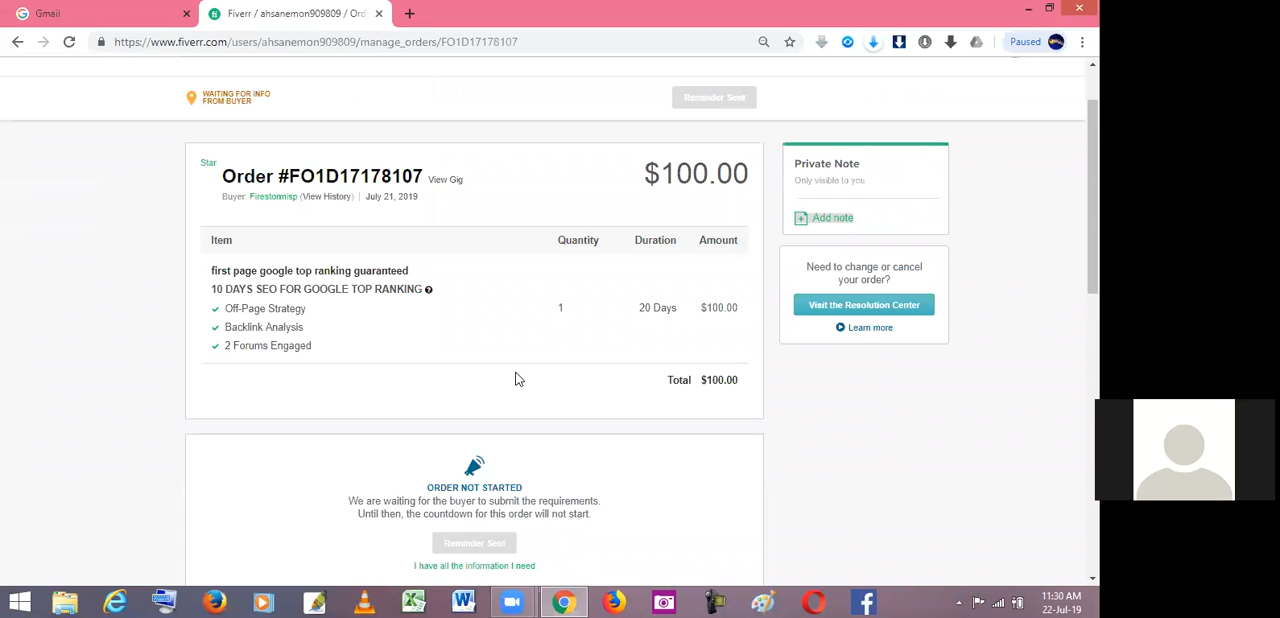 Gmail
Fiverr / ahsanemon909809 / Ord
https://www.fiverr.com/users/ahsanemon909809/manage_orders/FO1D17178107
Paused
WAITING FOR INFO
FROM BUYER
Reminder Sent
Star
Order #FO1D17178107 View Gig
$100.00
Buyer: Firestonmisp (View History) | July 21, 2019
Item Quantity Duration Amount
first page google top ranking guaranteed
10 DAYS SEO FOR GOOGLE TOP RANKING
Off-Page Strategy
Backlink Analysis
2 Forums Engaged
1 20 Days $100.00
Total $100.00
Private Note
Only visible to you
Add note
Need to change or cancel
your order?
Visit the Resolution Center
Learn more
ORDER NOT STARTED
We are waiting for the buyer to submit the requirements.
Until then, the countdown for this order will not start.
Reminder Sent
I have all the information I need
11:30 AM
22-Jul-19